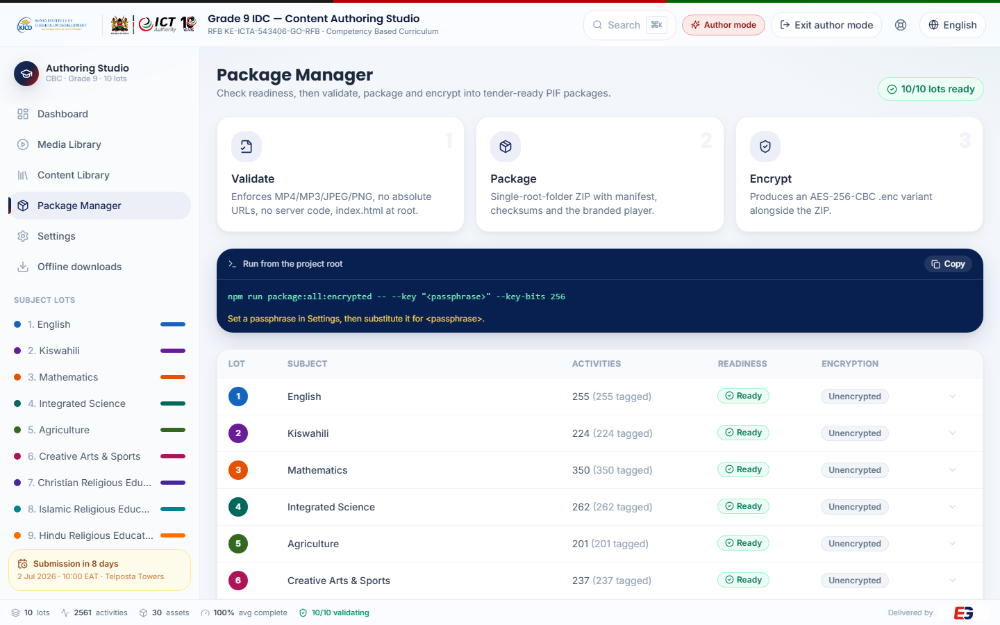 KICD
KENYA INSTITUTE OF
CURRICULUM DEVELOPMENT
ICT
Authority
10
YEARS
Grade 9 IDC — Content Authoring Studio
RFB KE-ICTA-543406-GO-RFB · Competency Based Curriculum
Search
⌘K
Author mode
Exit author mode
English
Authoring Studio
CBC · Grade 9 · 10 lots
Dashboard
Media Library
Content Library
Package Manager
Settings
Offline downloads
SUBJECT LOTS
1. English
2. Kiswahili
3. Mathematics
4. Integrated Science
5. Agriculture
6. Creative Arts & Sports
7. Christian Religious Edu...
8. Islamic Religious Educ...
9. Hindu Religious Educat...
Submission in 8 days
2 Jul 2026 · 10:00 EAT · Telposta Towers
Package Manager
Check readiness, then validate, package and encrypt into tender-ready PIF packages.
10/10 lots ready
1
Validate
Enforces MP4/MP3/JPEG/PNG, no absolute
URLs, no server code, index.html at root.
2
Package
Single-root-folder ZIP with manifest,
checksums and the branded player.
3
Encrypt
Produces an AES-256-CBC .enc variant
alongside the ZIP.
Run from the project root
Copy
npm run package:all:encrypted -- --key "<passphrase>" --key-bits 256
Set a passphrase in Settings, then substitute it for <passphrase>.
LOT SUBJECT ACTIVITIES READINESS ENCRYPTION
1 English 255 (255 tagged) Ready Unencrypted
2 Kiswahili 224 (224 tagged) Ready Unencrypted
3 Mathematics 350 (350 tagged) Ready Unencrypted
4 Integrated Science 262 (262 tagged) Ready Unencrypted
5 Agriculture 201 (201 tagged) Ready Unencrypted
6 Creative Arts & Sports 237 (237 tagged) Ready Unencrypted
10 lots 2561 activities 30 assets 100% avg complete 10/10 validating
Delivered by
EG